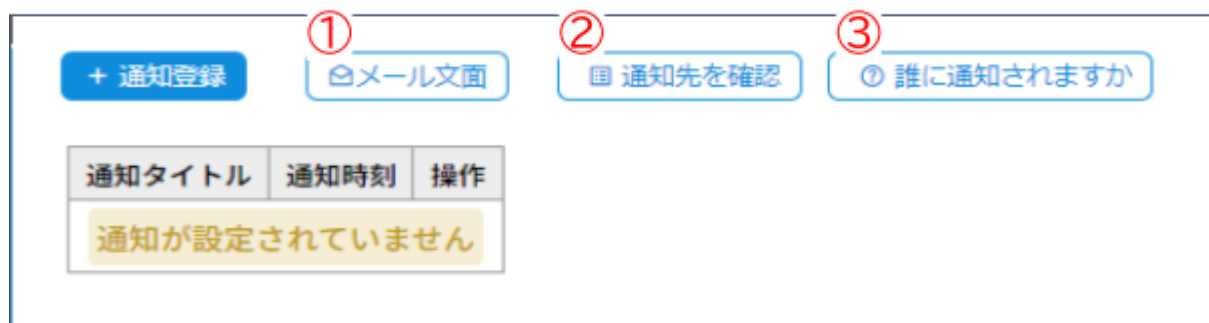 ① ② ③
+ 通知登録 メール文面 通知先を確認 誰に通知されますか
通知タイトル 通知時刻 操作
通知が設定されていません